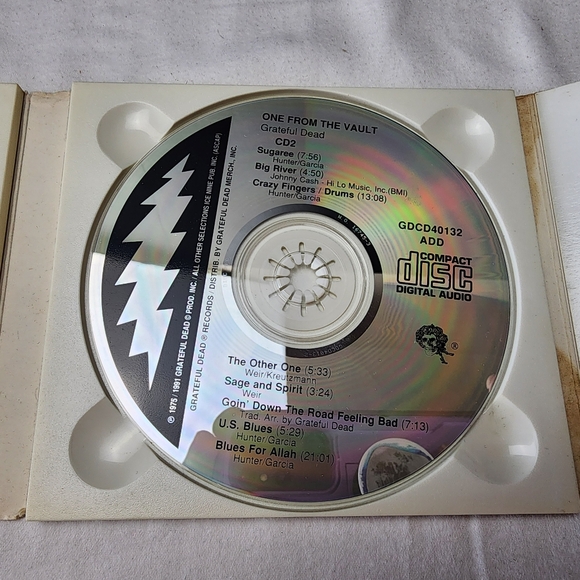 ONE FROM THE VAULT
Grateful Dead
CD2
Sugaree (7:56)
Hunter/Garcia
Big River (4:50)
Johnny Cash - Hi Lo Music, Inc. (BMI)
Crazy Fingers / Drums (13:08)
Hunter/Garcia
GDCD40132
ADD
COMPACT
disc
DIGITAL AUDIO
®
The Other One (5:33)
Weir/Kreutzmann
Sage and Spirit (3:24)
Weir
Goin' Down The Road Feeling Bad (7:13)
Trad. Arr. by Grateful Dead
U.S. Blues (5:29)
Hunter/Garcia
Blues For Allah (21:01)
Hunter/Garcia
℗ 1975 / 1991 GRATEFUL DEAD © PROD. INC. / ALL OTHER SELECTIONS ICE NINE PUB. INC. (ASCAP)
GRATEFUL DEAD ® RECORDS / DISTRIB. BY GRATEFUL DEAD MERCH., INC.